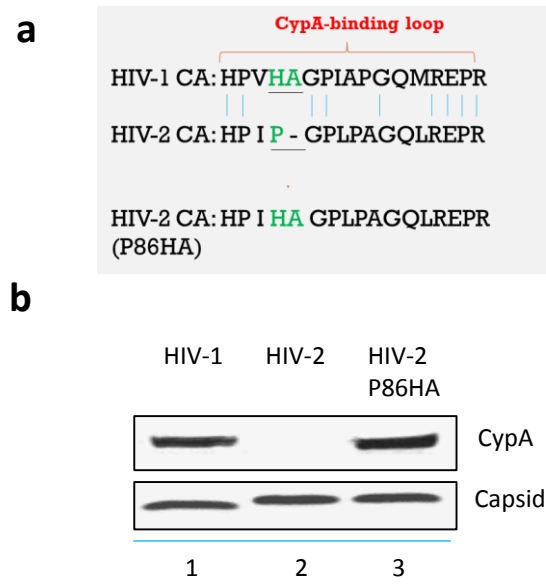 a
CypA-binding loop
HIV-1 CA: HPVHAGPIAPGQMREPR
HIV-2 CA: HP I P - GPLPAGQLREPR
HIV-2 CA: HP I HA GPLPAGQLREPR
(P86HA)
b
HIV-1 HIV-2 HIV-2
P86HA
CypA
Capsid
1 2 3